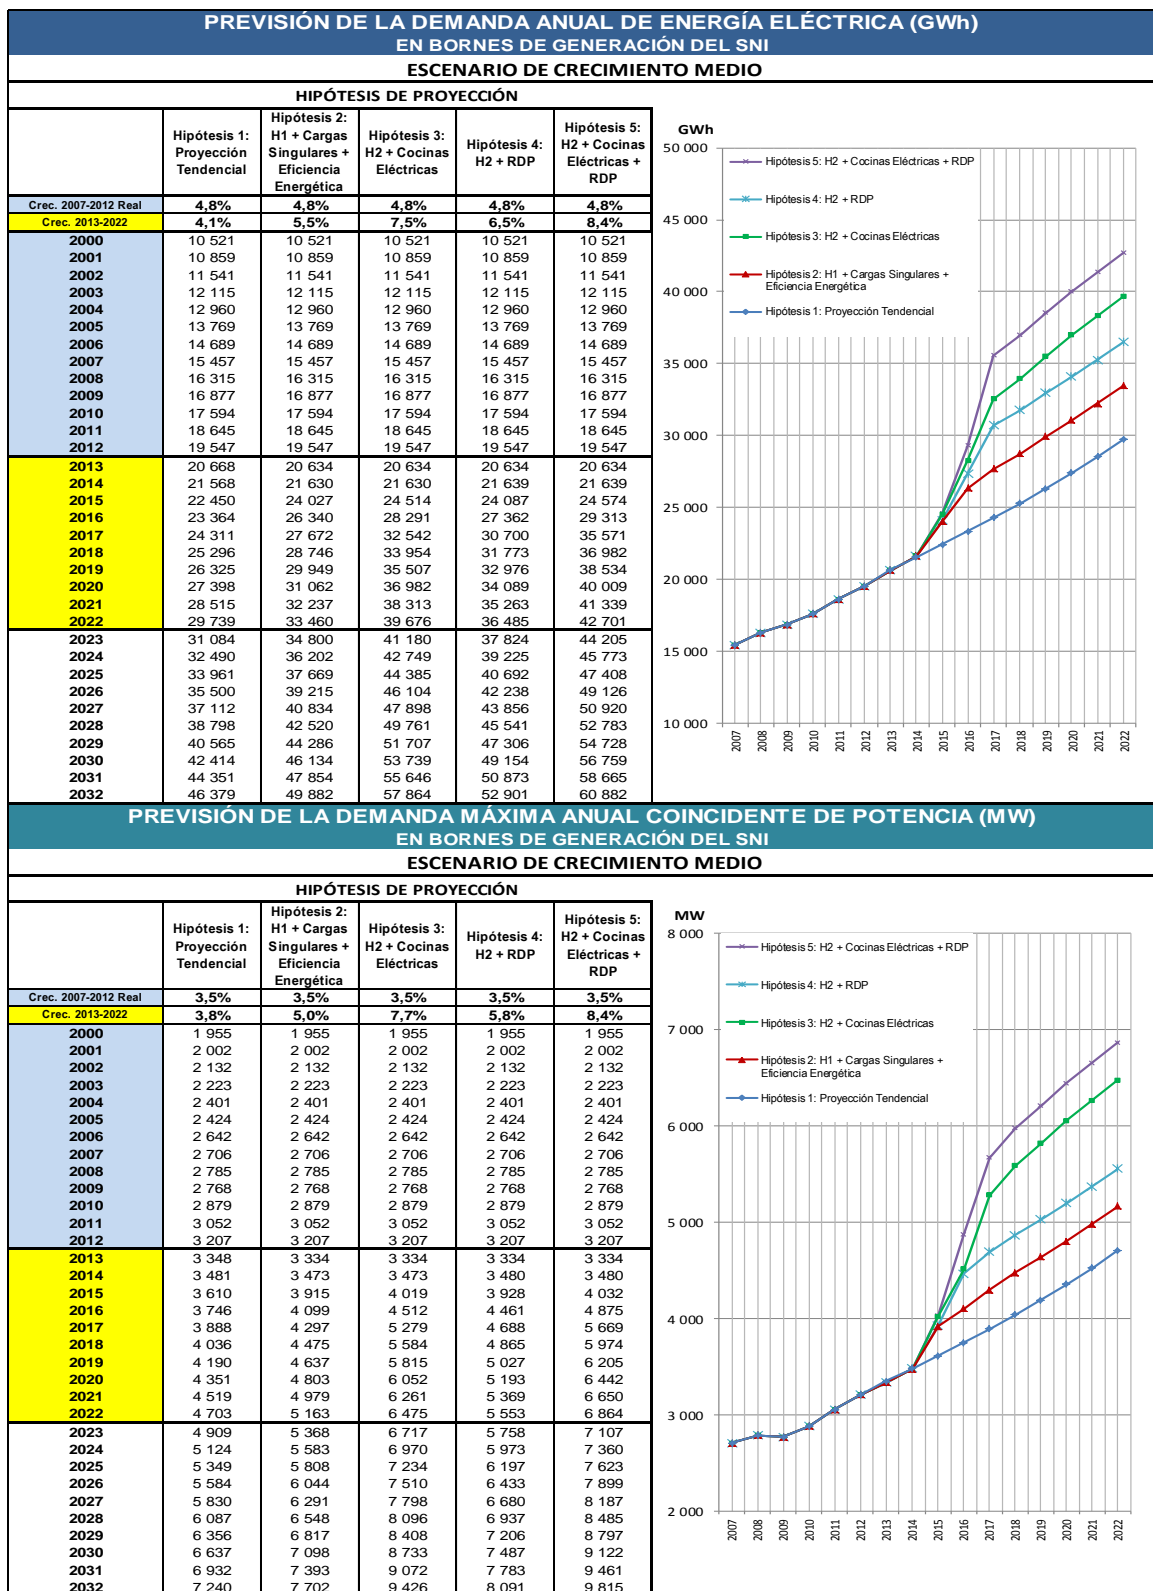 PREVISIÓN DE LA DEMANDA ANUAL DE ENERGÍA ELÉCTRICA (GWh)
EN BORNES DE GENERACIÓN DEL SNI
ESCENARIO DE CRECIMIENTO MEDIO
HIPÓTESIS DE PROYECCIÓN
Hipótesis 1: Proyección Tendencial
Hipótesis 2: H1 + Cargas Singulares + Eficiencia Energética
Hipótesis 3: H2 + Cocinas Eléctricas
Hipótesis 4: H2 + RDP
Hipótesis 5: H2 + Cocinas Eléctricas + RDP
Crec. 2007-2012 Real 4,8% 4,8% 4,8% 4,8% 4,8%
Crec. 2013-2022 4,1% 5,5% 7,5% 6,5% 8,4%
2000 10 521 10 521 10 521 10 521 10 521
2001 10 859 10 859 10 859 10 859 10 859
2002 11 541 11 541 11 541 11 541 11 541
2003 12 115 12 115 12 115 12 115 12 115
2004 12 960 12 960 12 960 12 960 12 960
2005 13 769 13 769 13 769 13 769 13 769
2006 14 689 14 689 14 689 14 689 14 689
2007 15 457 15 457 15 457 15 457 15 457
2008 16 315 16 315 16 315 16 315 16 315
2009 16 877 16 877 16 877 16 877 16 877
2010 17 594 17 594 17 594 17 594 17 594
2011 18 645 18 645 18 645 18 645 18 645
2012 19 547 19 547 19 547 19 547 19 547
2013 20 668 20 634 20 634 20 634 20 634
2014 21 568 21 630 21 630 21 639 21 639
2015 22 450 24 027 24 514 24 087 24 574
2016 23 364 26 340 28 291 27 362 29 313
2017 24 311 27 672 32 542 30 700 35 571
2018 25 296 28 746 33 954 31 773 36 982
2019 26 325 29 949 35 507 32 976 38 534
2020 27 398 31 062 36 982 34 089 40 009
2021 28 515 32 237 38 313 35 263 41 339
2022 29 739 33 460 39 676 36 485 42 701
2023 31 084 34 800 41 180 37 824 44 205
2024 32 490 36 202 42 749 39 225 45 773
2025 33 961 37 669 44 385 40 692 47 408
2026 35 500 39 215 46 104 42 238 49 126
2027 37 112 40 834 47 898 43 856 50 920
2028 38 798 42 520 49 761 45 541 52 783
2029 40 565 44 286 51 707 47 306 54 728
2030 42 414 46 134 53 739 49 154 56 759
2031 44 351 47 854 55 646 50 873 58 665
2032 46 379 49 882 57 864 52 901 60 882
GWh
50 000
45 000
40 000
35 000
30 000
25 000
20 000
15 000
10 000
Hipótesis 5: H2 + Cocinas Eléctricas + RDP
Hipótesis 4: H2 + RDP
Hipótesis 3: H2 + Cocinas Eléctricas
Hipótesis 2: H1 + Cargas Singulares +
Eficiencia Energética
Hipótesis 1: Proyección Tendencial
2007 2008 2009 2010 2011 2012 2013 2014 2015 2016 2017 2018 2019 2020 2021 2022
PREVISIÓN DE LA DEMANDA MÁXIMA ANUAL COINCIDENTE DE POTENCIA (MW)
EN BORNES DE GENERACIÓN DEL SNI
ESCENARIO DE CRECIMIENTO MEDIO
HIPÓTESIS DE PROYECCIÓN
Hipótesis 1: Proyección Tendencial
Hipótesis 2: H1 + Cargas Singulares + Eficiencia Energética
Hipótesis 3: H2 + Cocinas Eléctricas
Hipótesis 4: H2 + RDP
Hipótesis 5: H2 + Cocinas Eléctricas + RDP
Crec. 2007-2012 Real 3,5% 3,5% 3,5% 3,5% 3,5%
Crec. 2013-2022 3,8% 5,0% 7,7% 5,8% 8,4%
2000 1 955 1 955 1 955 1 955 1 955
2001 2 002 2 002 2 002 2 002 2 002
2002 2 132 2 132 2 132 2 132 2 132
2003 2 223 2 223 2 223 2 223 2 223
2004 2 401 2 401 2 401 2 401 2 401
2005 2 424 2 424 2 424 2 424 2 424
2006 2 642 2 642 2 642 2 642 2 642
2007 2 706 2 706 2 706 2 706 2 706
2008 2 785 2 785 2 785 2 785 2 785
2009 2 768 2 768 2 768 2 768 2 768
2010 2 879 2 879 2 879 2 879 2 879
2011 3 052 3 052 3 052 3 052 3 052
2012 3 207 3 207 3 207 3 207 3 207
2013 3 348 3 334 3 334 3 334 3 334
2014 3 481 3 473 3 473 3 480 3 480
2015 3 610 3 915 4 019 3 928 4 032
2016 3 746 4 099 4 512 4 461 4 875
2017 3 888 4 297 5 279 4 688 5 669
2018 4 036 4 475 5 584 4 865 5 974
2019 4 190 4 637 5 815 5 027 6 205
2020 4 351 4 803 6 052 5 193 6 442
2021 4 519 4 979 6 261 5 369 6 650
2022 4 703 5 163 6 475 5 553 6 864
2023 4 909 5 368 6 717 5 758 7 107
2024 5 124 5 583 6 970 5 973 7 360
2025 5 349 5 808 7 234 6 197 7 623
2026 5 584 6 044 7 510 6 433 7 899
2027 5 830 6 291 7 798 6 680 8 187
2028 6 087 6 548 8 096 6 937 8 485
2029 6 356 6 817 8 408 7 206 8 797
2030 6 637 7 098 8 733 7 487 9 122
2031 6 932 7 393 9 072 7 783 9 461
2032 7 240 7 702 9 426 8 091 9 815
MW
8 000
7 000
6 000
5 000
4 000
3 000
2 000
Hipótesis 5: H2 + Cocinas Eléctricas + RDP
Hipótesis 4: H2 + RDP
Hipótesis 3: H2 + Cocinas Eléctricas
Hipótesis 2: H1 + Cargas Singulares +
Eficiencia Energética
Hipótesis 1: Proyección Tendencial
2007 2008 2009 2010 2011 2012 2013 2014 2015 2016 2017 2018 2019 2020 2021 2022